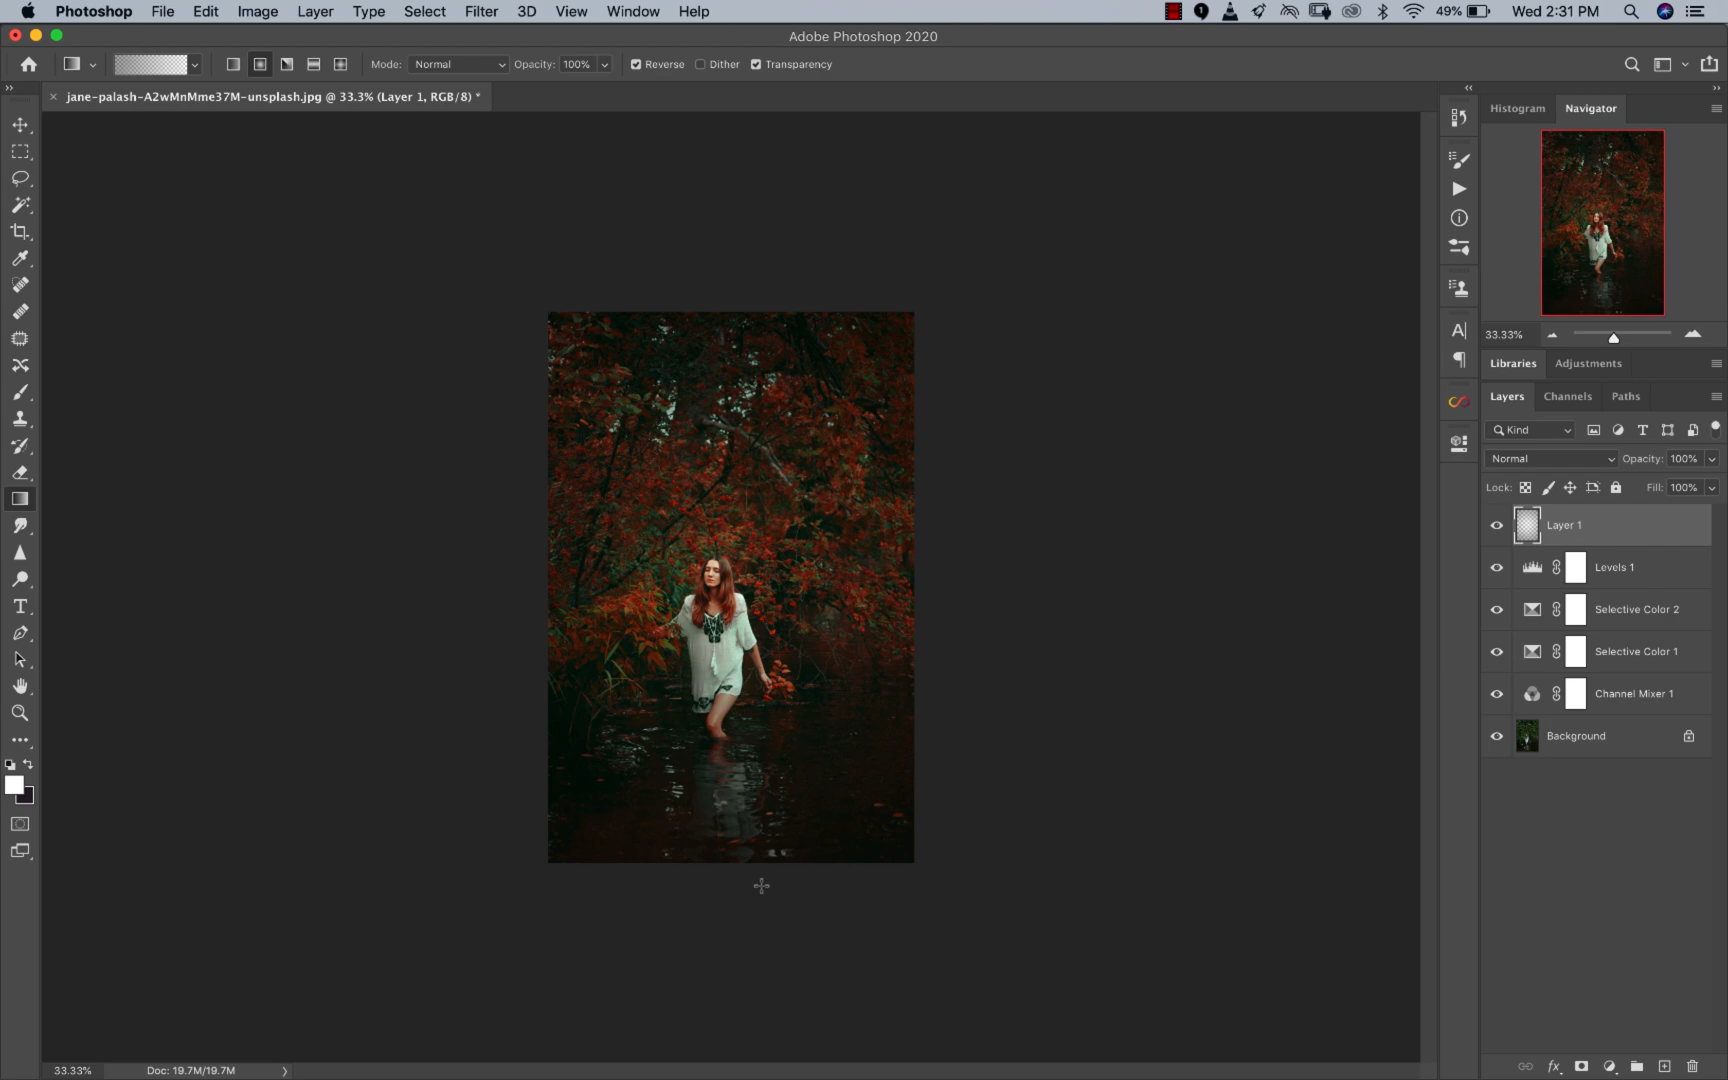 Photoshop File Edit Image Layer Type Select Filter 3D View Window Help 49% Wed 2:31 PM
Adobe Photoshop 2020
Mode: Normal Opacity: 100% Reverse Dither Transparency
jane-palash-A2wMnMme37M-unsplash.jpg @ 33.3% (Layer 1, RGB/8) *
Histogram Navigator
33.33%
Libraries Adjustments
Layers Channels Paths
Kind
Normal Opacity: 100%
Lock: Fill: 100%
Layer 1
Levels 1
Selective Color 2
Selective Color 1
Channel Mixer 1
Background
33.33% Doc: 19.7M/19.7M